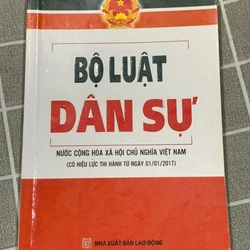 BỘ LUẬT
DÂN SỰ
NƯỚC CỘNG HÒA XÃ HỘI CHỦ NGHĨA VIỆT NAM
(CÓ HIỆU LỰC THI HÀNH TỪ NGÀY 01/01/2017)
NHÀ XUẤT BẢN LAO ĐỘNG